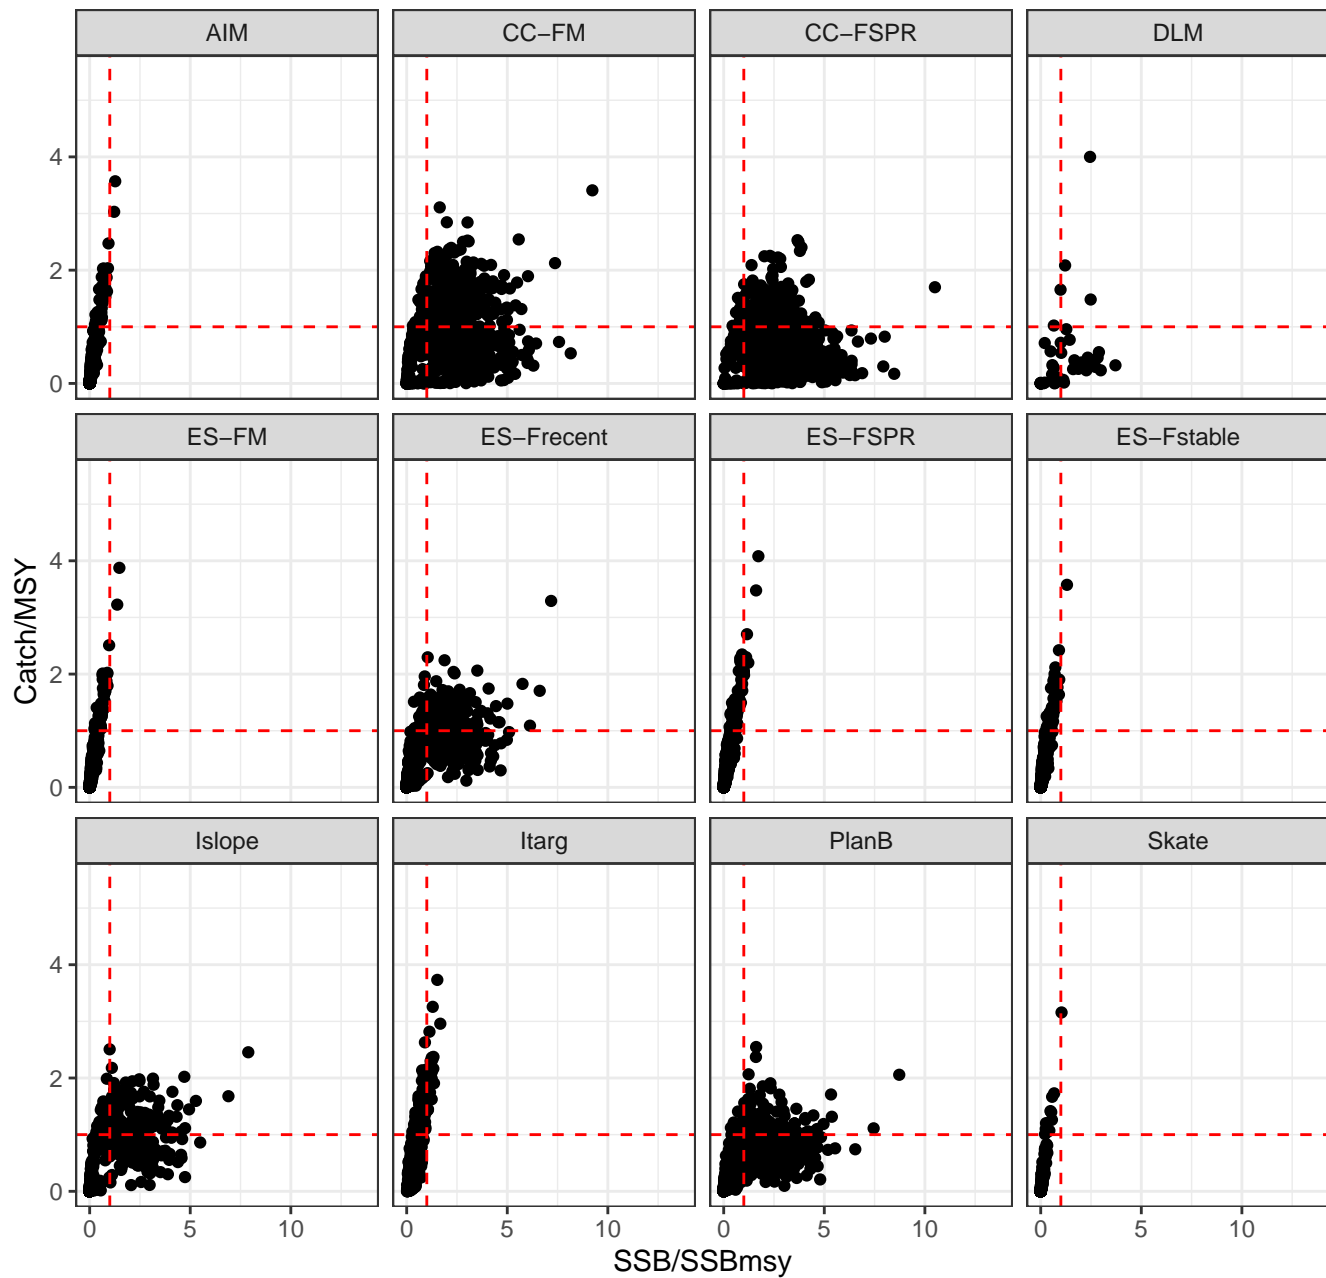 AIM CC−FM CC−FSPR DLM
4
2
0
ES−FM ES−Frecent ES−FSPR ES−Fstable
4
2
0
Islope Itarg PlanB Skate
4
2
0
0 5 10 0 5 10 0 5 10 0 5 10
SSB/SSBmsy
Catch/MSY